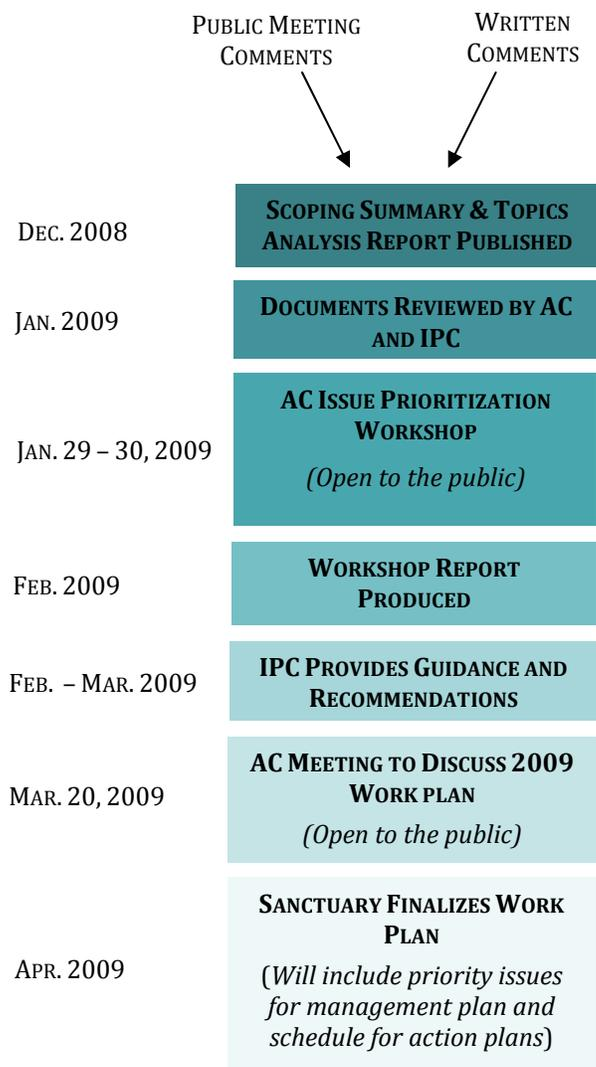 PUBLIC MEETING
COMMENTS
WRITTEN
COMMENTS
DEC. 2008
SCOPING SUMMARY & TOPICS
ANALYSIS REPORT PUBLISHED
JAN. 2009
DOCUMENTS REVIEWED BY AC
AND IPC
JAN. 29 – 30, 2009
AC ISSUE PRIORITIZATION
WORKSHOP
(Open to the public)
FEB. 2009
WORKSHOP REPORT
PRODUCED
FEB. – MAR. 2009
IPC PROVIDES GUIDANCE AND
RECOMMENDATIONS
MAR. 20, 2009
AC MEETING TO DISCUSS 2009
WORK PLAN
(Open to the public)
APR. 2009
SANCTUARY FINALIZES WORK
PLAN
(Will include priority issues
for management plan and
schedule for action plans)